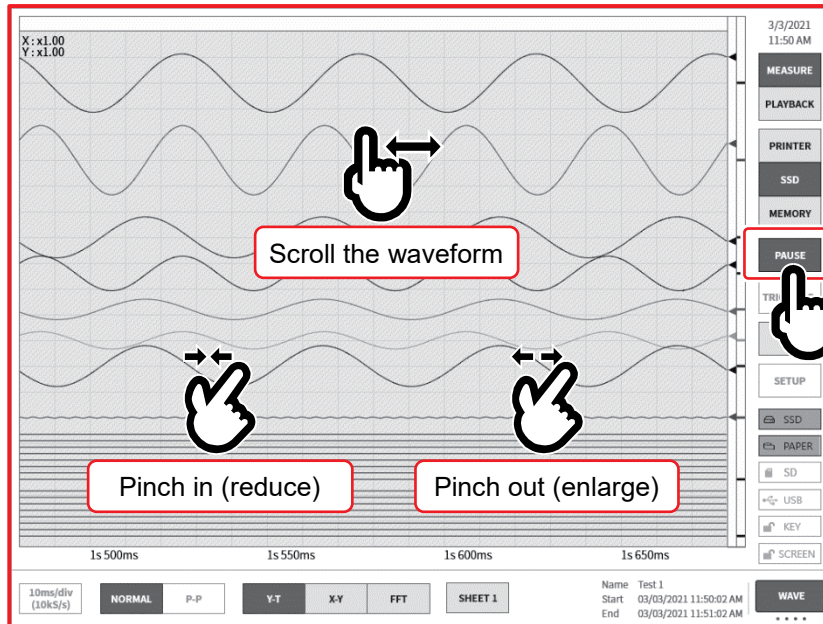 X: x1.00
Y: x1.00
3/3/2021
11:50 AM
MEASURE
PLAYBACK
PRINTER
SSD
MEMORY
PAUSE
Scroll the waveform
SETUP
SSD
PAPER
SD
USB
KEY
SCREEN
Pinch in (reduce)
Pinch out (enlarge)
1s 500ms
1s 550ms
1s 600ms
1s 650ms
10ms/div
(10kS/s)
NORMAL
P-P
Y-T
X-Y
FFT
SHEET 1
Name Test 1
Start 03/03/2021 11:50:02 AM
End 03/03/2021 11:51:02 AM
WAVE